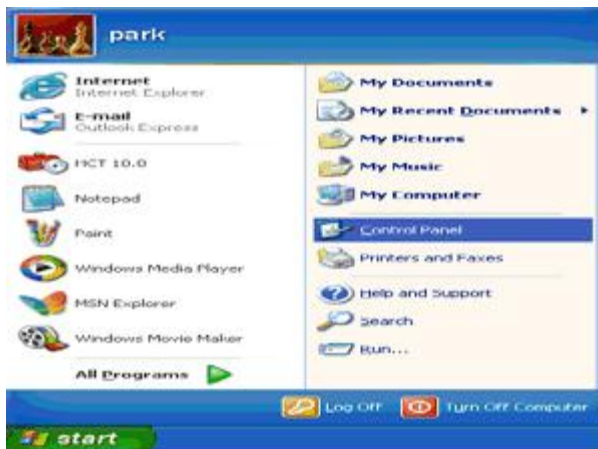 park
Internet
Internet Explorer
E-mail
Outlook Express
HCT 10.0
Notepad
Paint
Windows Media Player
MSN Explorer
Windows Movie Maker
All Programs
My Documents
My Recent Documents
My Pictures
My Music
My Computer
Control Panel
Printers and Faxes
Help and Support
Search
Run...
Log Off
Turn Off Computer
start